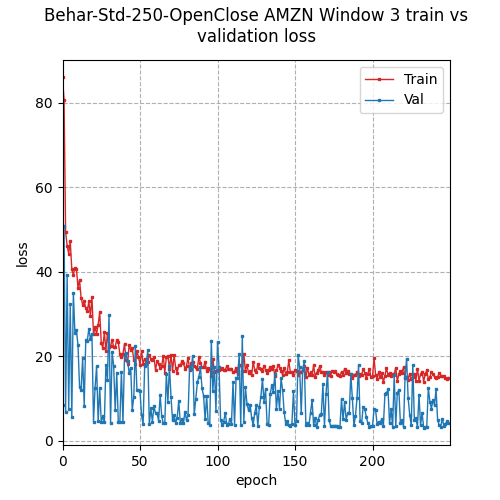 Behar-Std-250-OpenClose AMZN Window 3 train vs
validation loss
Train
Val
80
60
40
20
0
loss
0 50 100 150 200
epoch